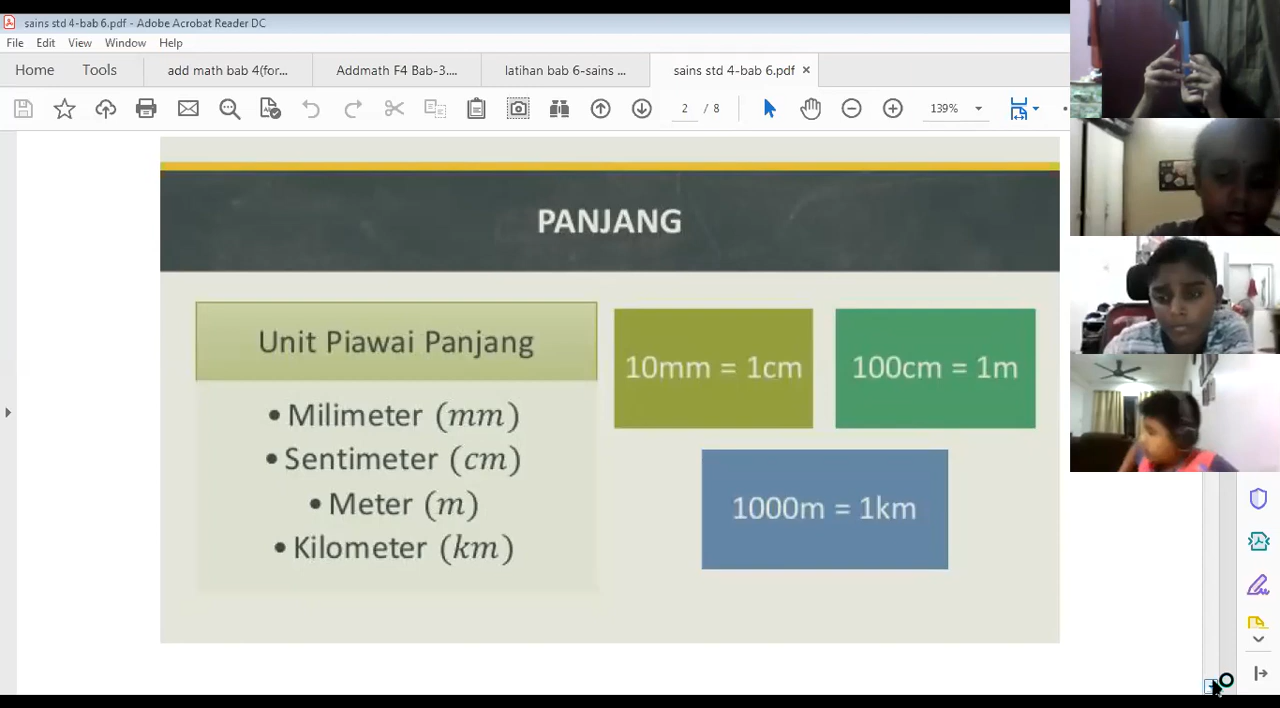 sains std 4-bab 6.pdf - Adobe Acrobat Reader DC
File Edit View Window Help
Home Tools add math bab 4(for... Addmath F4 Bab-3.... latihan bab 6-sains ... sains std 4-bab 6.pdf ×
2 / 8 139%
PANJANG
Unit Piawai Panjang
• Milimeter (mm)
• Sentimeter (cm)
• Meter (m)
• Kilometer (km)
10mm = 1cm
100cm = 1m
1000m = 1km